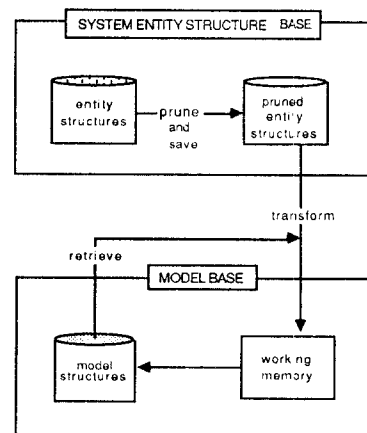 SYSTEM ENTITY STRUCTURE BASE
entity
structures
prune
and
save
pruned
entity
structures
transform
retrieve
MODEL BASE
model
structures
working
memory